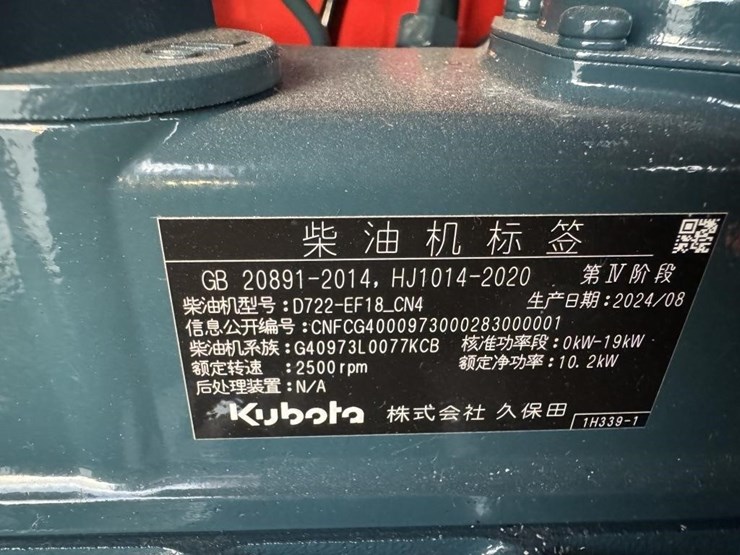 柴油机标签
GB 20891-2014, HJ1014-2020 第Ⅳ阶段
柴油机型号:D722-EF18_CN4 生产日期:2024/08
信息公开编号:CNFCG4000973000283000001
柴油机系族:G40973L0077KCB 核准功率段:0kW-19kW
额定转速:2500rpm 额定净功率:10.2kW
后处理装置:N/A
Kubota 株式会社 久保田 1H339-1